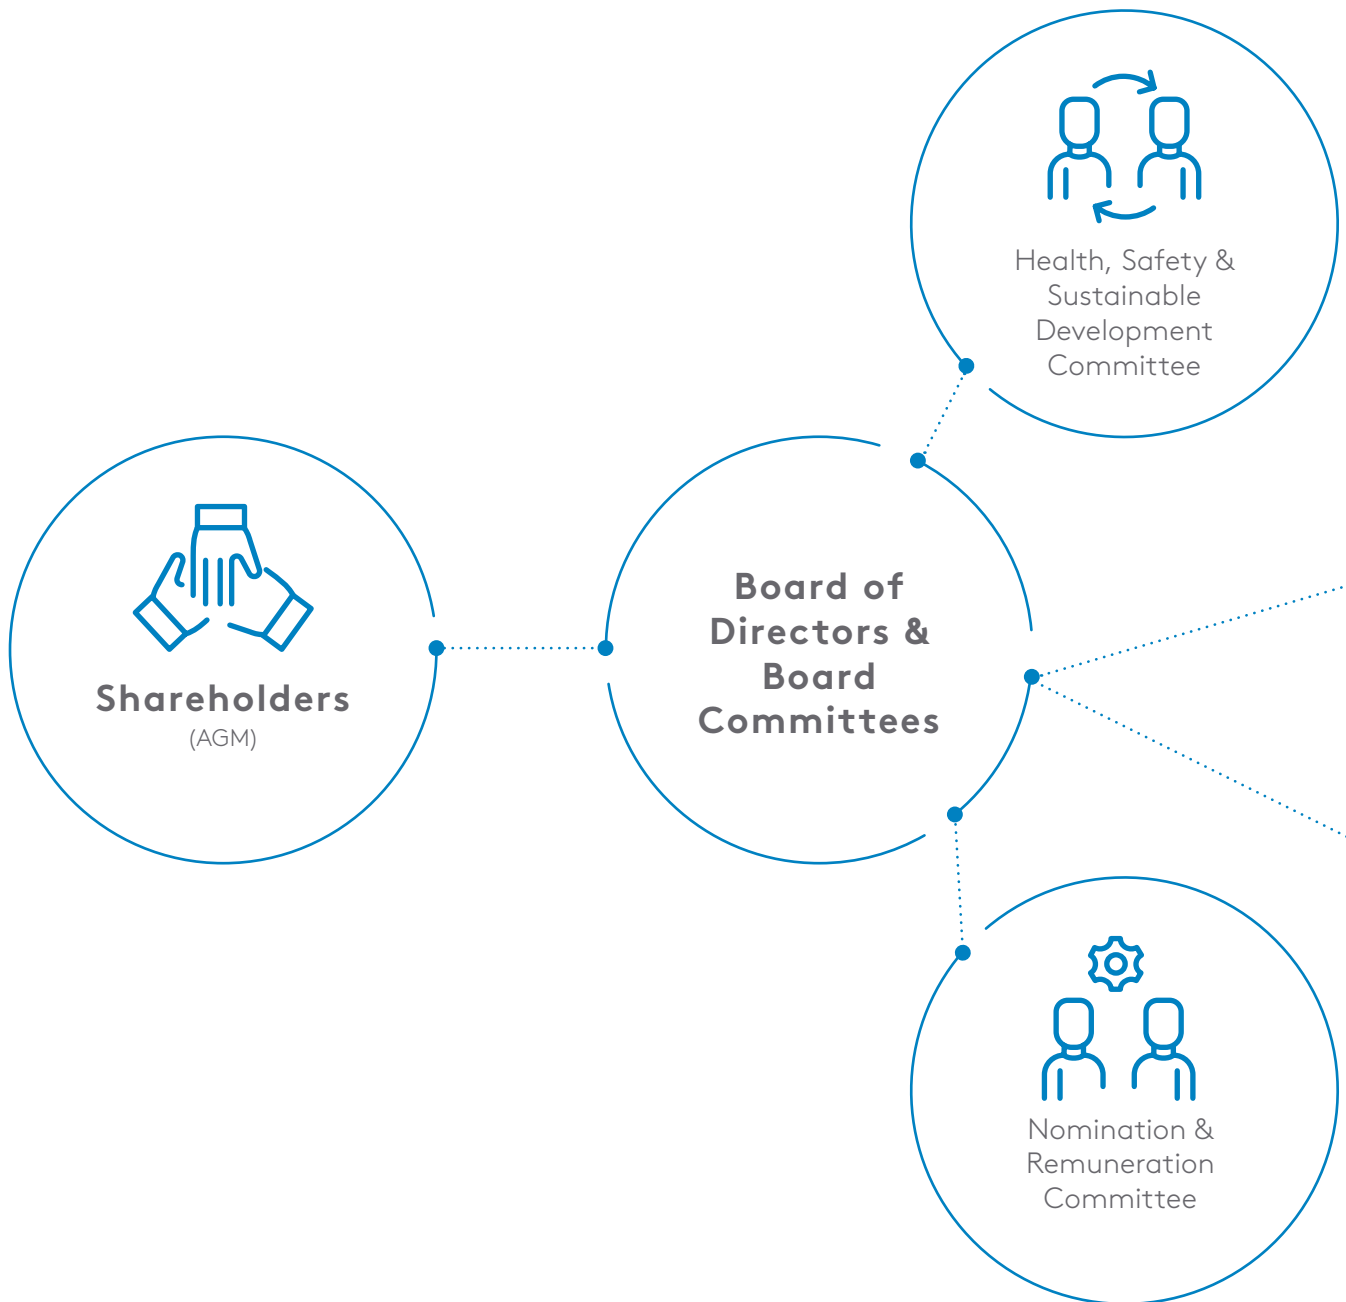 Health, Safety &
Sustainable
Development
Committee
Shareholders
(AGM)
Board of
Directors &
Board
Committees
Nomination &
Remuneration
Committee